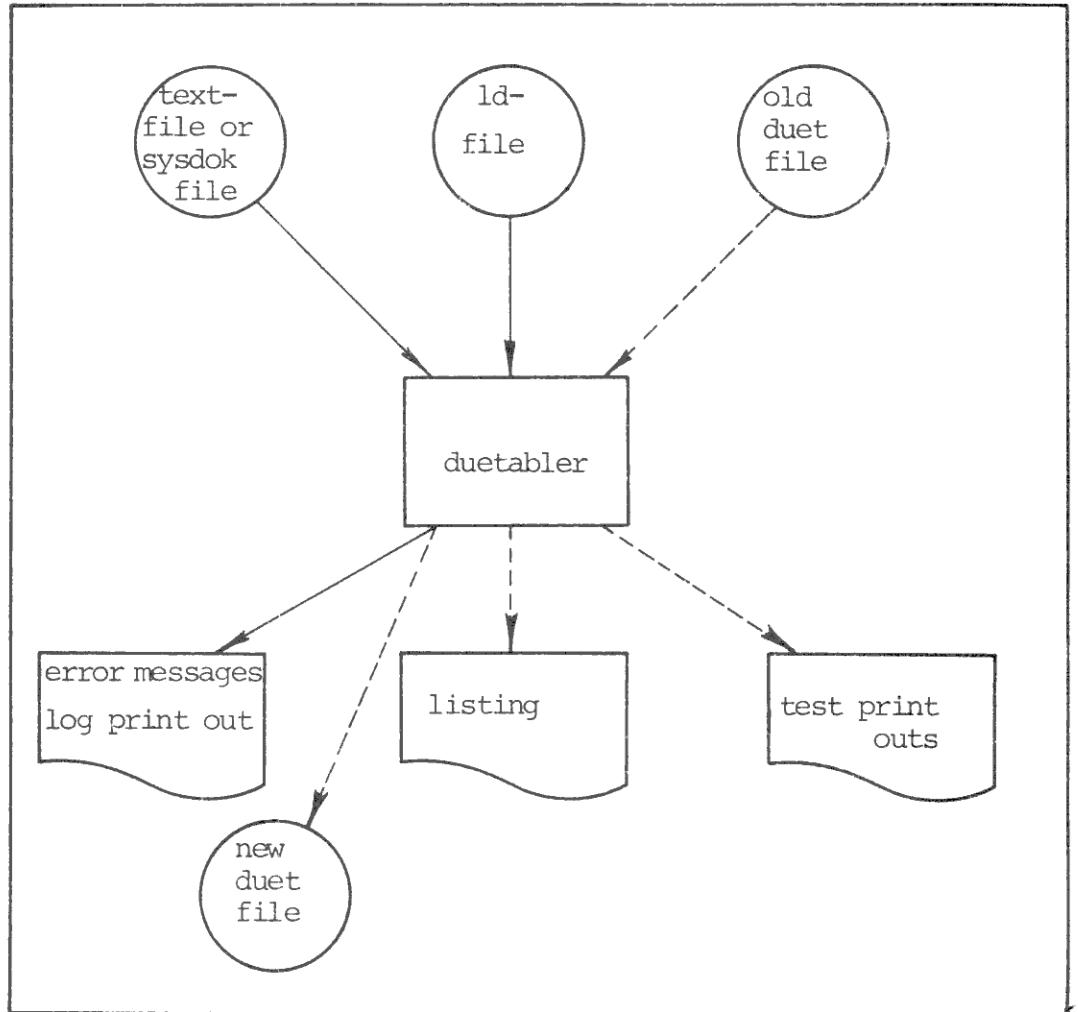 text-
file or
sysdok
file
ld-
file
old
duet
file
duetabler
error messages
log print out
listing
test print
outs
new
duet
file